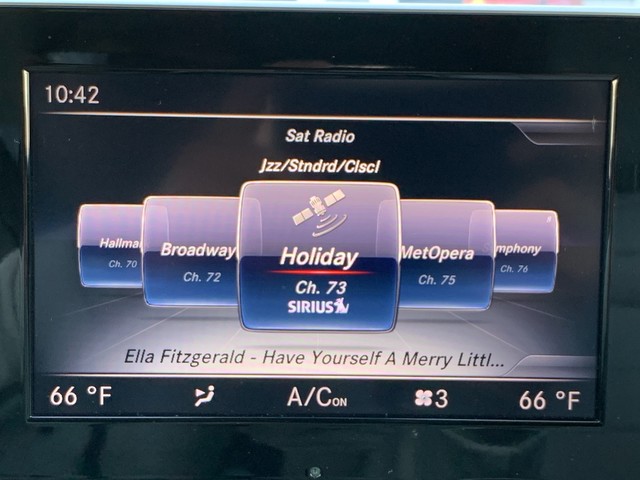 10:42
Sat Radio
Jzz/Stndrd/Clscl
Holiday
Broadway
MetOpera
Ch. 70
Ch. 72
Ch. 73
Ch. 75
Ch. 76
SIRIUS
Ella Fitzgerald - Have Yourself A Merry Littl...
66 °F
A/C ON
3
66 °F